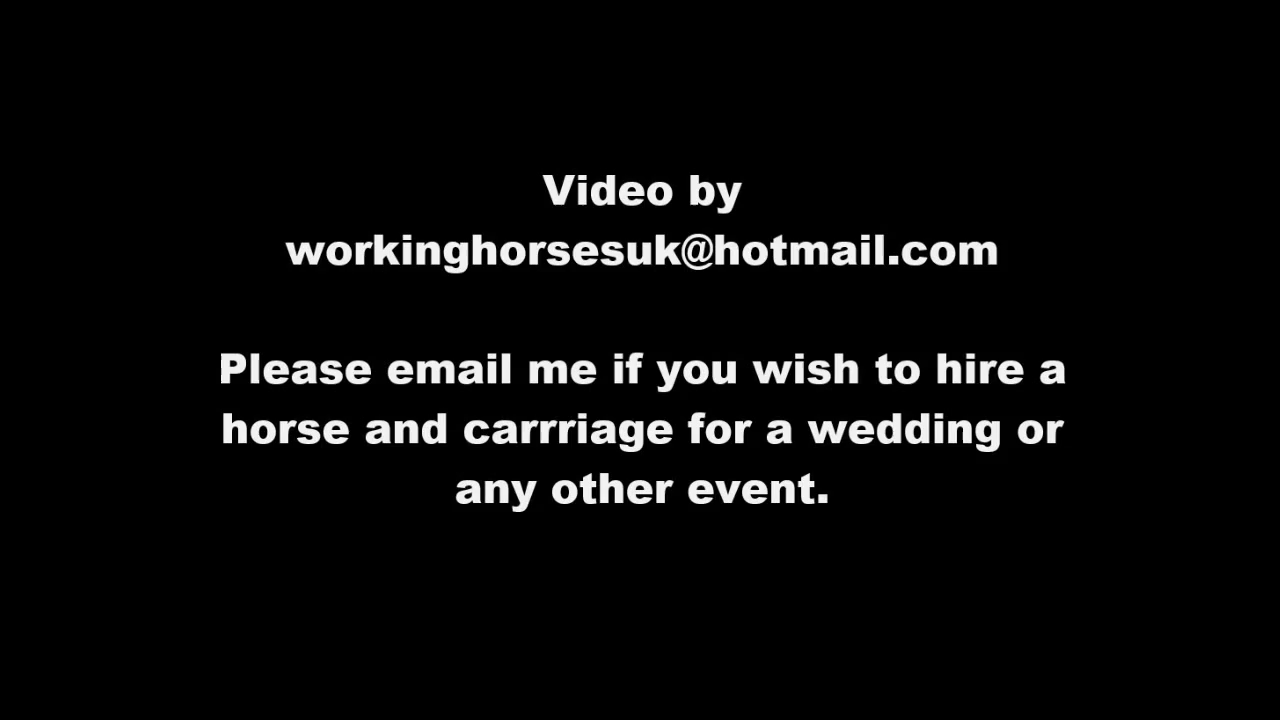 Video by
workinghorsesuk@hotmail.com
Please email me if you wish to hire a
horse and carrriage for a wedding or
any other event.